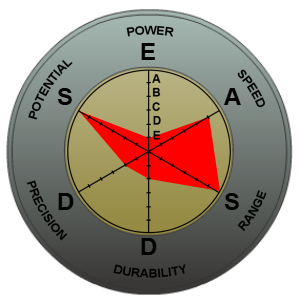 POWER
E
SPEED
A
RANGE
S
DURABILITY
D
PRECISION
D
POTENTIAL
S
A
B
C
D
E